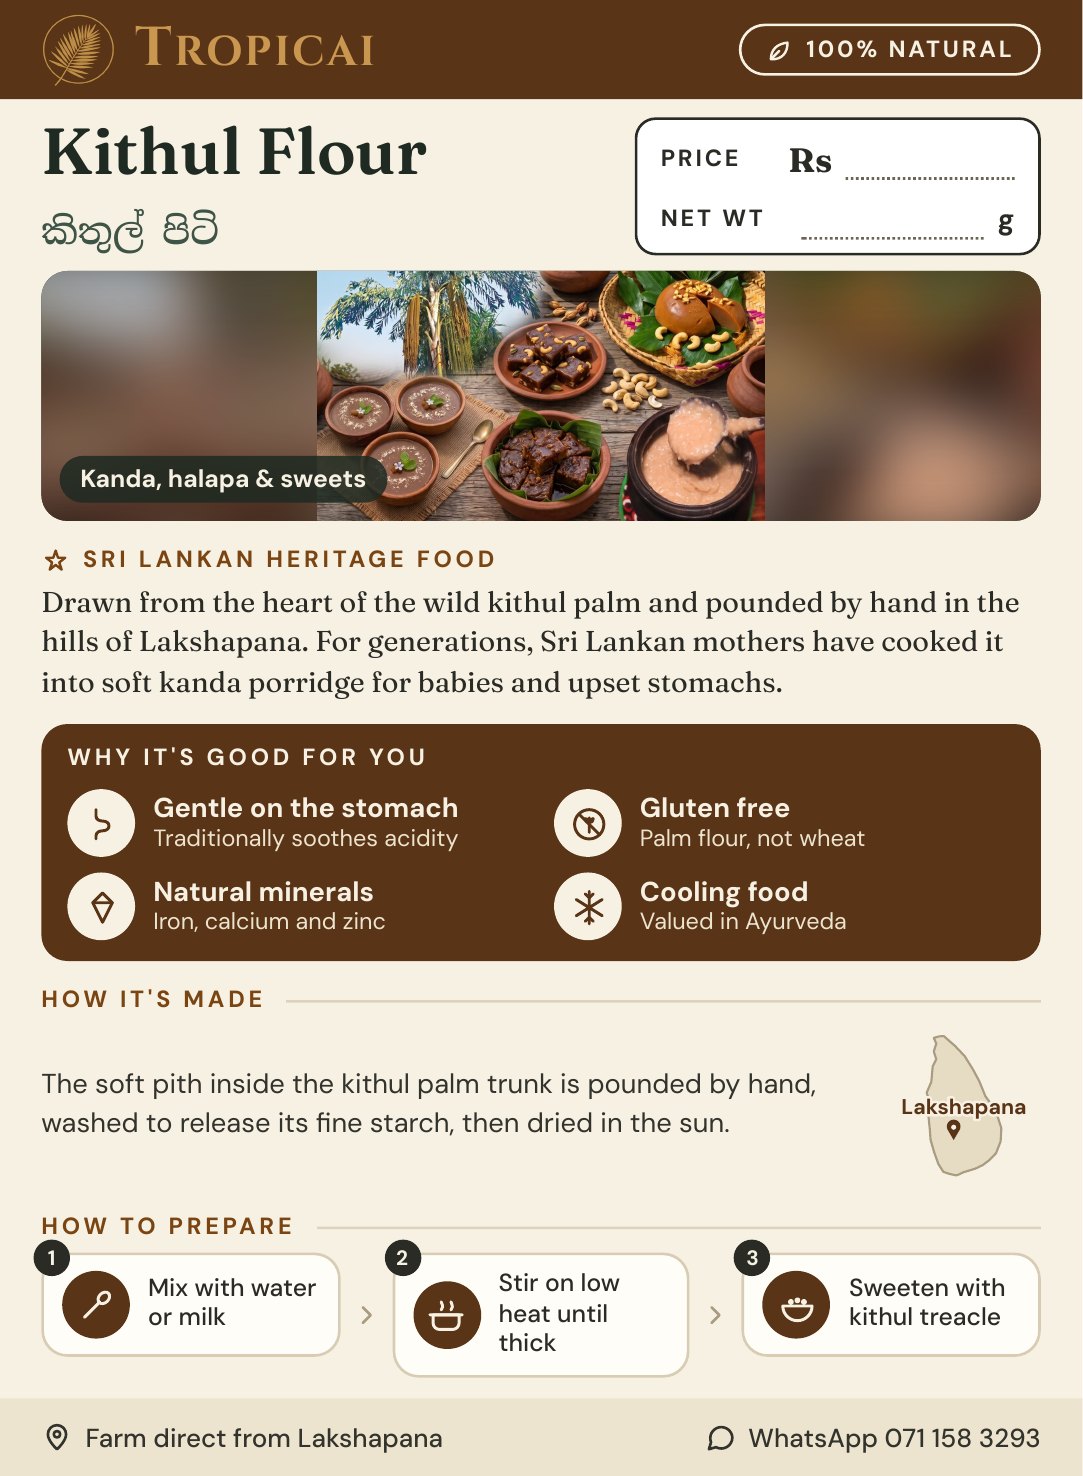 TROPICAI
100% NATURAL
Kithul Flour
කිතුල් පිටි
PRICE Rs
NET WT g
Kanda, halapa & sweets
SRI LANKAN HERITAGE FOOD
Drawn from the heart of the wild kithul palm and pounded by hand in the
hills of Lakshapana. For generations, Sri Lankan mothers have cooked it
into soft kanda porridge for babies and upset stomachs.
WHY IT'S GOOD FOR YOU
Gentle on the stomach
Traditionally soothes acidity
Gluten free
Palm flour, not wheat
Natural minerals
Iron, calcium and zinc
Cooling food
Valued in Ayurveda
HOW IT'S MADE
The soft pith inside the kithul palm trunk is pounded by hand,
washed to release its fine starch, then dried in the sun.
Lakshapana
HOW TO PREPARE
1
Mix with water
or milk
2
Stir on low
heat until
thick
3
Sweeten with
kithul treacle
Farm direct from Lakshapana
WhatsApp 071 158 3293